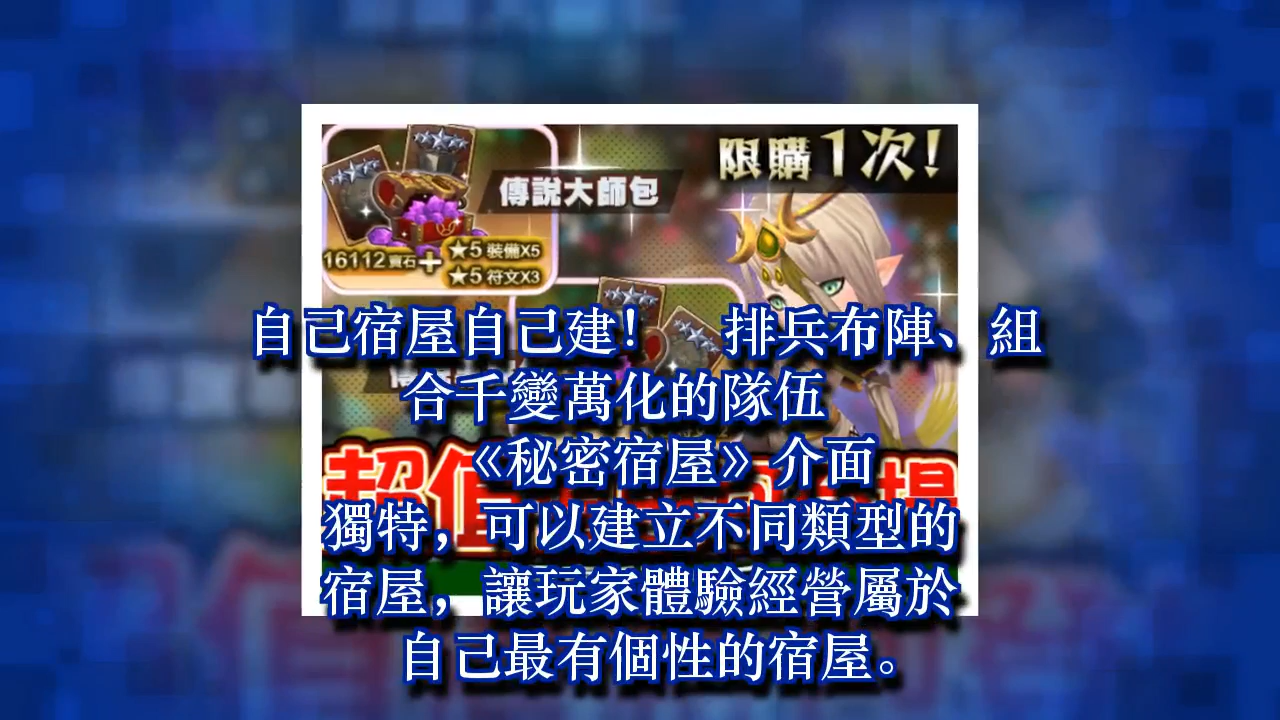 限購1次!
傳說大師包
16112寶石+
★5 裝備X5
★5 符文X3
自己宿屋自己建! 排兵布陣、組
合千變萬化的隊伍
《秘密宿屋》介面
獨特,可以建立不同類型的
宿屋,讓玩家體驗經營屬於
自己最有個性的宿屋。
超值